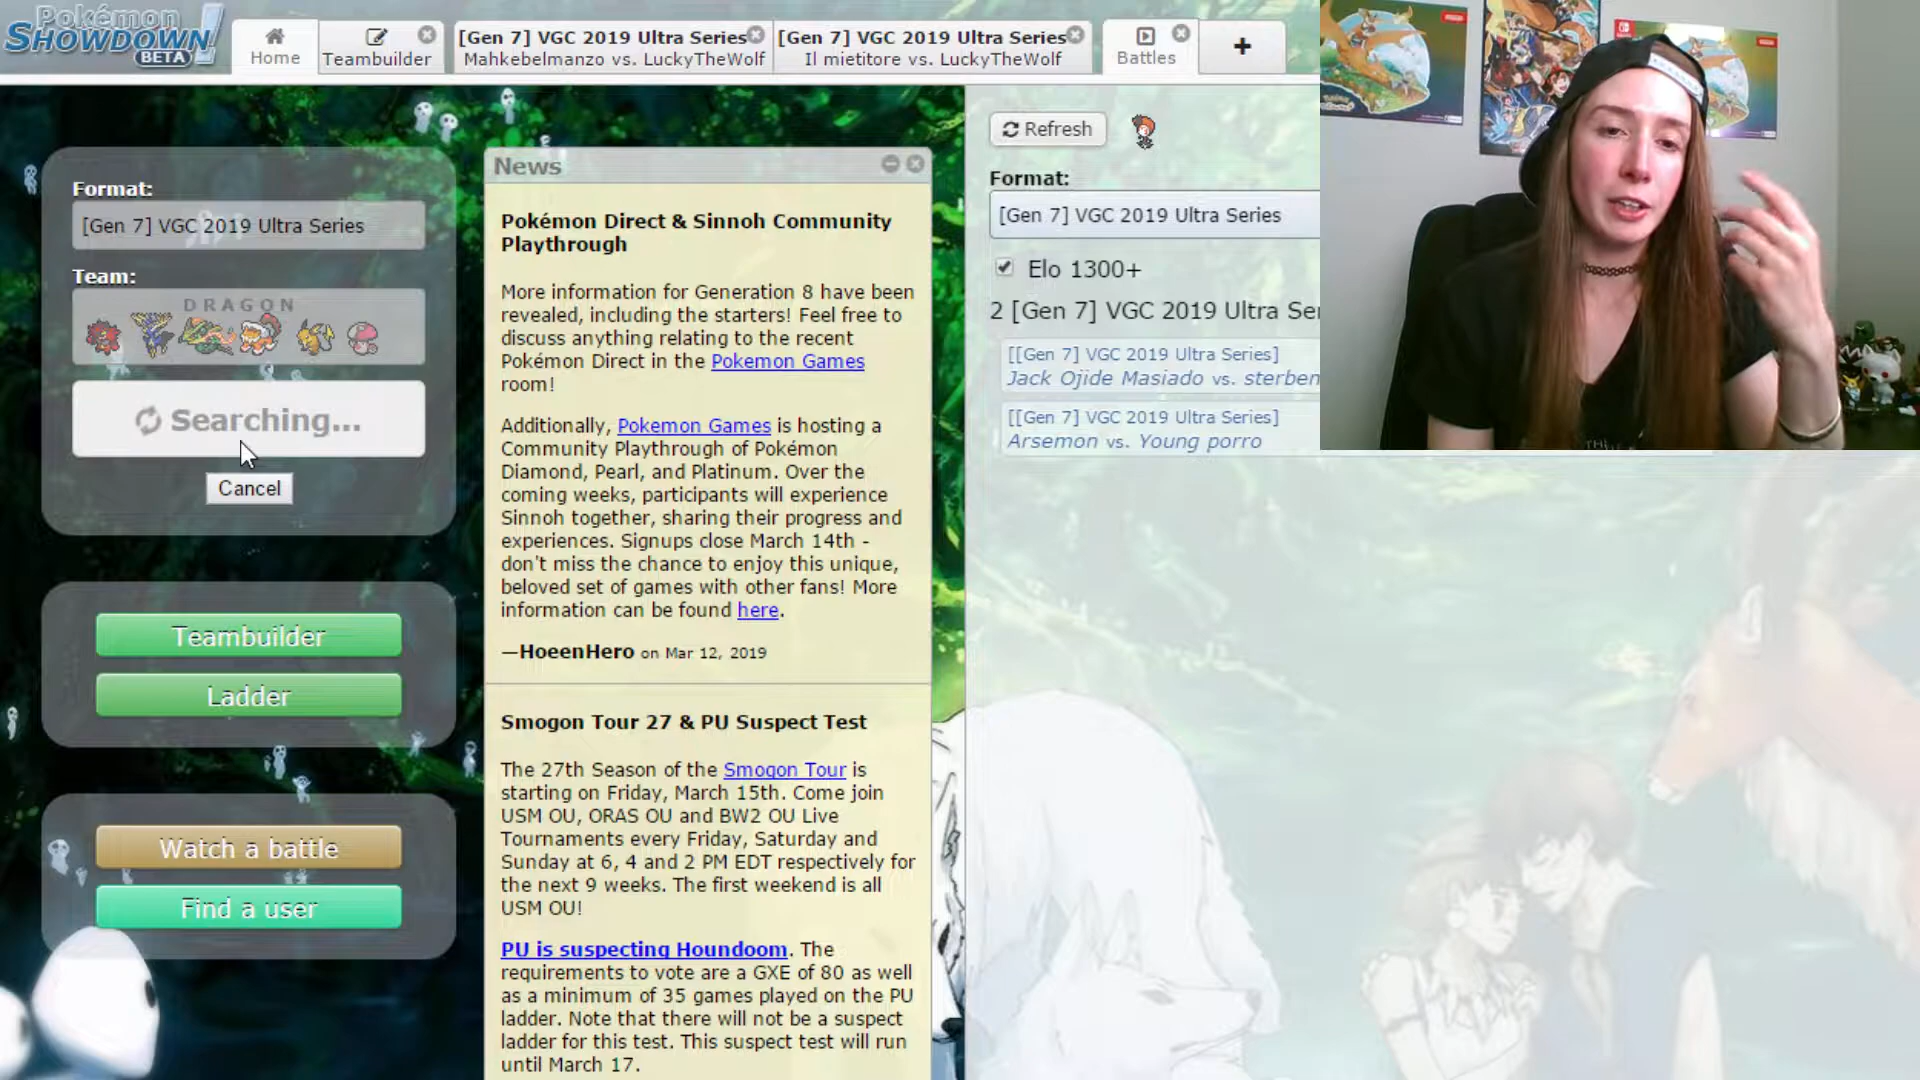 Pokémon
SHOWDOWN!
BETA
Home
Teambuilder
[Gen 7] VGC 2019 Ultra Series
Mahkebelmanzo vs. LuckyTheWolf
[Gen 7] VGC 2019 Ultra Series
Il mietitore vs. LuckyTheWolf
Battles
+
Format:
[Gen 7] VGC 2019 Ultra Series
Team:
DRAGON
Searching...
Cancel
Teambuilder
Ladder
Watch a battle
Find a user
News
Pokémon Direct & Sinnoh Community
Playthrough
More information for Generation 8 have been
revealed, including the starters! Feel free to
discuss anything relating to the recent
Pokémon Direct in the Pokemon Games
room!
Additionally, Pokemon Games is hosting a
Community Playthrough of Pokémon
Diamond, Pearl, and Platinum. Over the
coming weeks, participants will experience
Sinnoh together, sharing their progress and
experiences. Signups close March 14th -
don't miss the chance to enjoy this unique,
beloved set of games with other fans! More
information can be found here.
—HoeenHero on Mar 12, 2019
Smogon Tour 27 & PU Suspect Test
The 27th Season of the Smogon Tour is
starting on Friday, March 15th. Come join
USM OU, ORAS OU and BW2 OU Live
Tournaments every Friday, Saturday and
Sunday at 6, 4 and 2 PM EDT respectively for
the next 9 weeks. The first weekend is all
USM OU!
PU is suspecting Houndoom. The
requirements to vote are a GXE of 80 as well
as a minimum of 35 games played on the PU
ladder. Note that there will not be a suspect
ladder for this test. This suspect test will run
until March 17.
Refresh
Format:
[Gen 7] VGC 2019 Ultra Series
Elo 1300+
2 [Gen 7] VGC 2019 Ultra Ser
[[Gen 7] VGC 2019 Ultra Series]
Jack Ojide Masiado vs. sterben
[[Gen 7] VGC 2019 Ultra Series]
Arsemon vs. Young porro